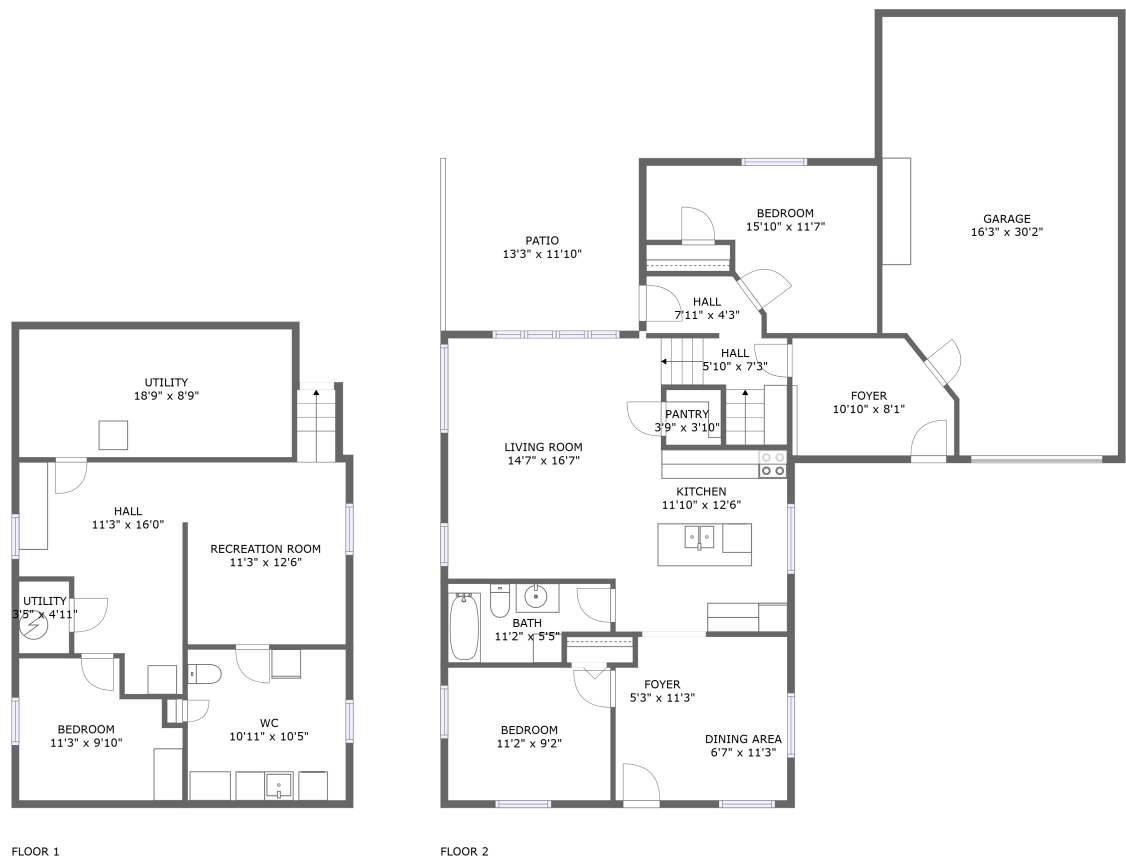 GARAGE
16'3" x 30'2"
BEDROOM
15'10" x 11'7"
PATIO
13'3" x 11'10"
HALL
7'11" x 4'3"
HALL
5'10" x 7'3"
FOYER
10'10" x 8'1"
PANTRY
3'9" x 3'10"
LIVING ROOM
14'7" x 16'7"
KITCHEN
11'10" x 12'6"
BATH
11'2" x 5'5"
FOYER
5'3" x 11'3"
BEDROOM
11'2" x 9'2"
DINING AREA
6'7" x 11'3"
UTILITY
18'9" x 8'9"
HALL
11'3" x 16'0"
RECREATION ROOM
11'3" x 12'6"
UTILITY
3'5" x 4'11"
BEDROOM
11'3" x 9'10"
WC
10'11" x 10'5"
FLOOR 1
FLOOR 2